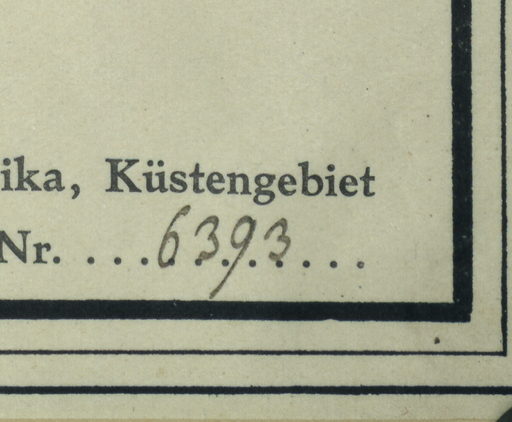 ika, Küstengebiet
Nr. ....6393....